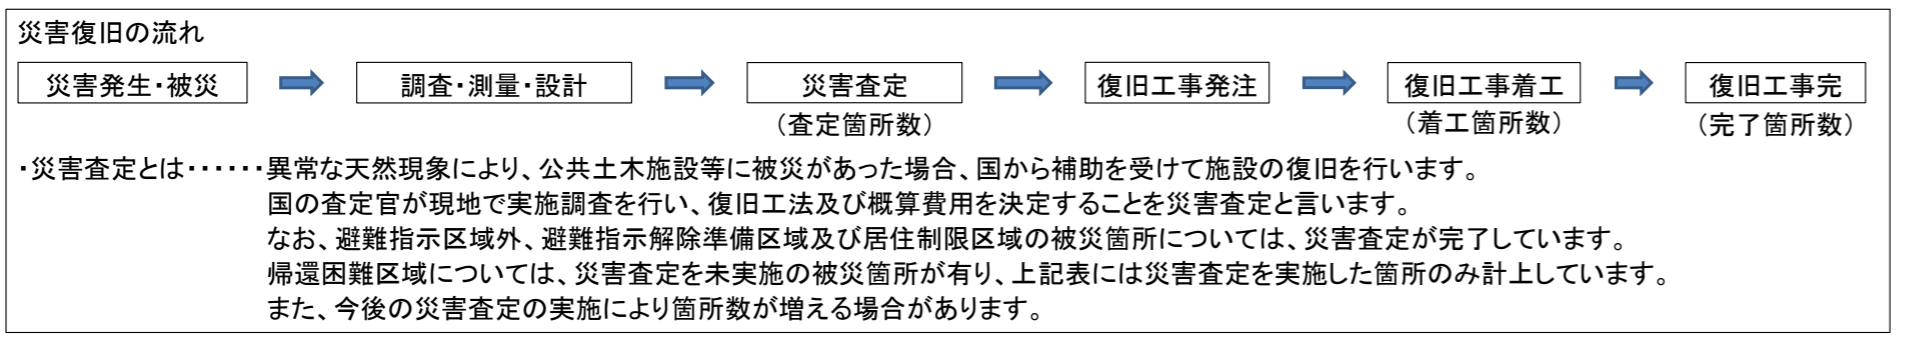 災害復旧の流れ
災害発生・被災 調査・測量・設計 災害査定 復旧工事発注 復旧工事着工 復旧工事完
（査定箇所数） （着工箇所数） （完了箇所数）
・災害査定とは・・・・・・異常な天然現象により、公共土木施設等に被災があった場合、国から補助を受けて施設の復旧を行います。
国の査定官が現地で実施調査を行い、復旧工法及び概算費用を決定することを災害査定と言います。
なお、避難指示区域外、避難指示解除準備区域及び居住制限区域の被災箇所については、災害査定が完了しています。
帰還困難区域については、災害査定を未実施の被災箇所が有り、上記表には災害査定を実施した箇所のみ計上しています。
また、今後の災害査定の実施により箇所数が増える場合があります。